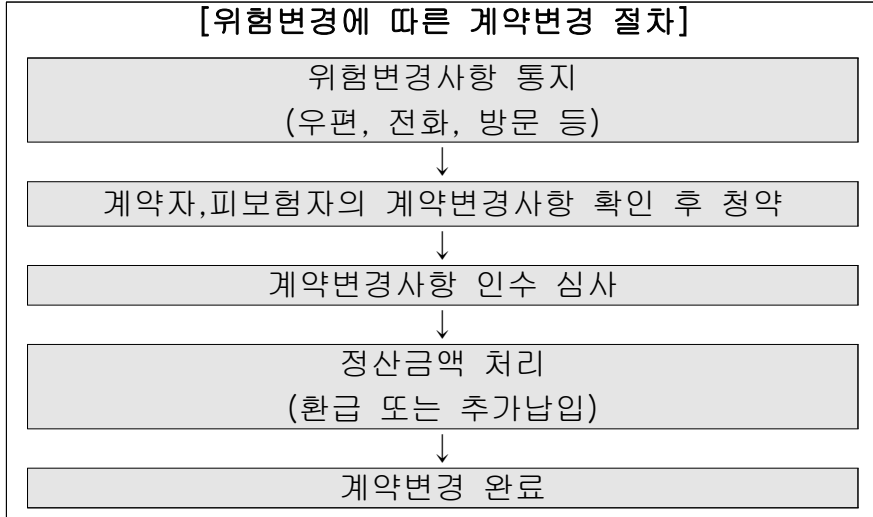 [위험변경에 따른 계약변경 절차]
위험변경사항 통지
(우편, 전화, 방문 등)
↓
계약자,피보험자의 계약변경사항 확인 후 청약
↓
계약변경사항 인수 심사
↓
정산금액 처리
(환급 또는 추가납입)
↓
계약변경 완료